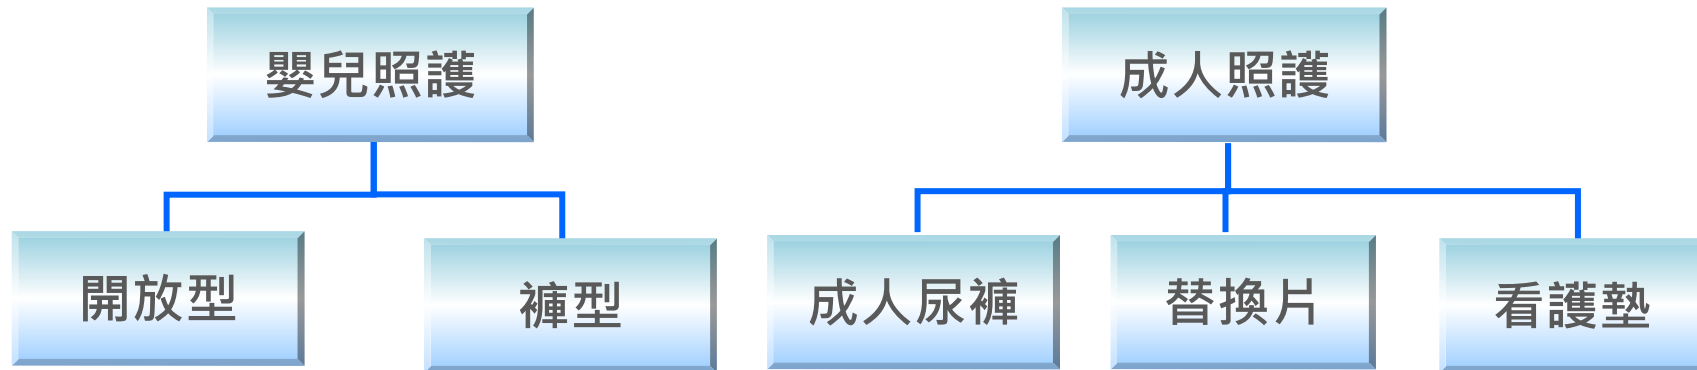 嬰兒照護
成人照護
開放型
褲型
成人尿褲
替換片
看護墊